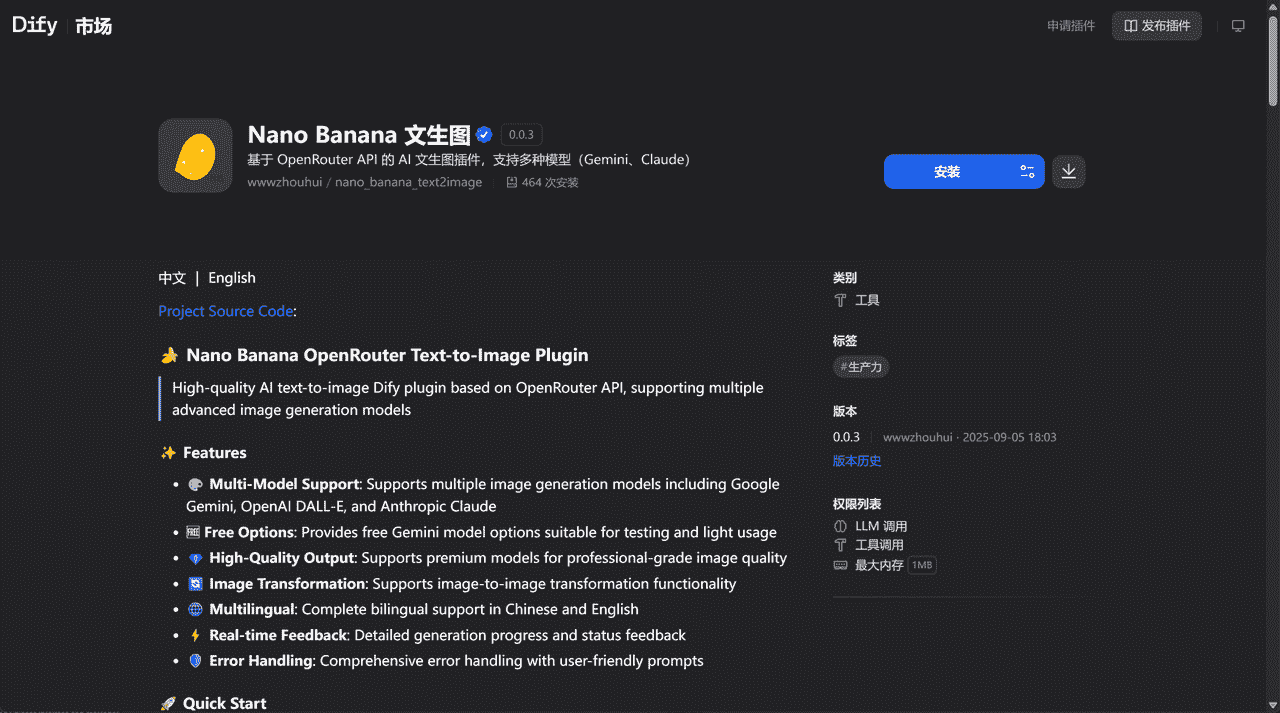 Dify 市场
申请插件
发布插件
Nano Banana 文生图 0.0.3
基于 OpenRouter API 的 AI 文生图插件，支持多种模型（Gemini、Claude）
wwwzhouhui / nano_banana_text2image 464 次安装
安装
中文 | English
Project Source Code:
Nano Banana OpenRouter Text-to-Image Plugin
High-quality AI text-to-image Dify plugin based on OpenRouter API, supporting multiple
advanced image generation models
Features
Multi-Model Support: Supports multiple image generation models including Google
Gemini, OpenAI DALL-E, and Anthropic Claude
Free Options: Provides free Gemini model options suitable for testing and light usage
High-Quality Output: Supports premium models for professional-grade image quality
Image Transformation: Supports image-to-image transformation functionality
Multilingual: Complete bilingual support in Chinese and English
Real-time Feedback: Detailed generation progress and status feedback
Error Handling: Comprehensive error handling with user-friendly prompts
Quick Start
类别
工具
标签
#生产力
版本
0.0.3 wwwzhouhui · 2025-09-05 18:03
版本历史
权限列表
LLM 调用
工具调用
最大内存 1MB